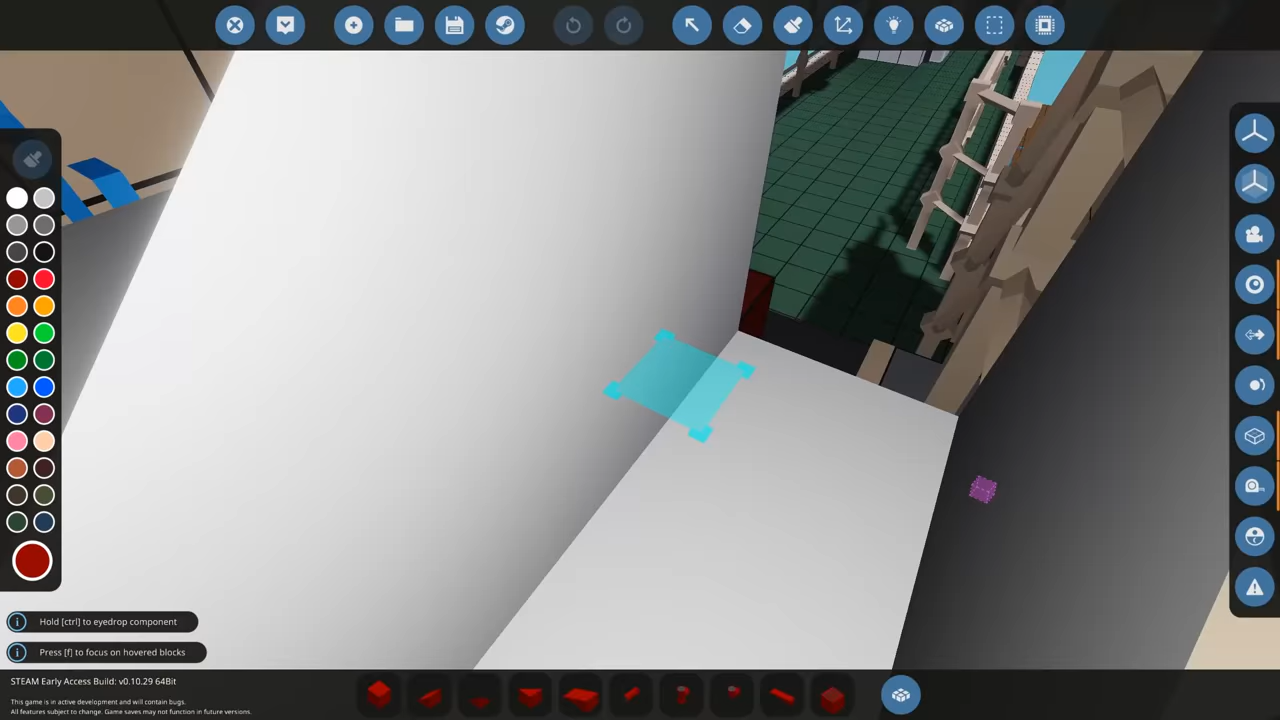 Hold [ctrl] to eyedrop component
Press [f] to focus on hovered blocks
STEAM Early Access Build: v0.10.29 64Bit
This game is in active development and will contain bugs.
All features subject to change. Game saves may not function in future versions.